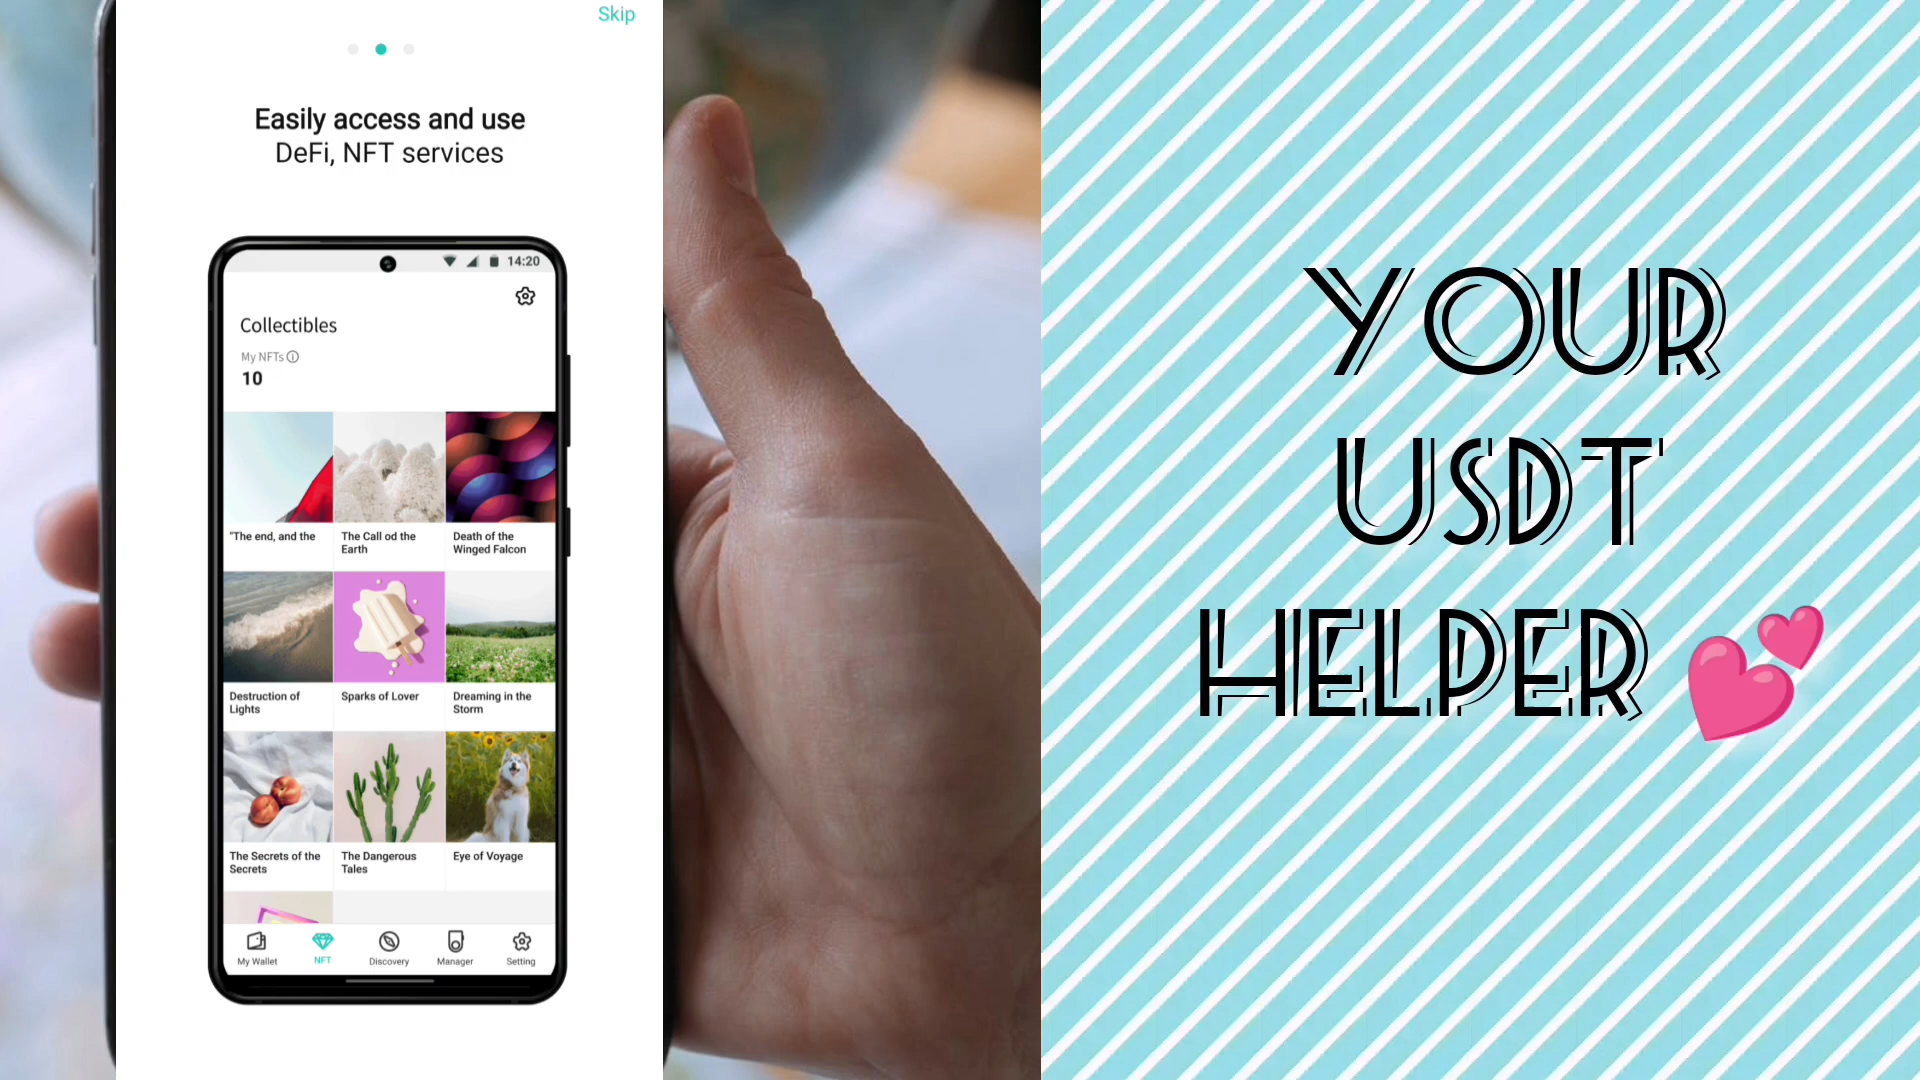 Skip
Easily access and use
DeFi, NFT services
14:20
Collectibles
My NFTs
10
"The end, and the
The Call od the
Earth
Death of the
Winged Falcon
Destruction of
Lights
Sparks of Lover
Dreaming in the
Storm
The Secrets of the
Secrets
The Dangerous
Tales
Eye of Voyage
My Wallet
NFT
Discovery
Manager
Setting
YOUR
USDT
HELPER 💕